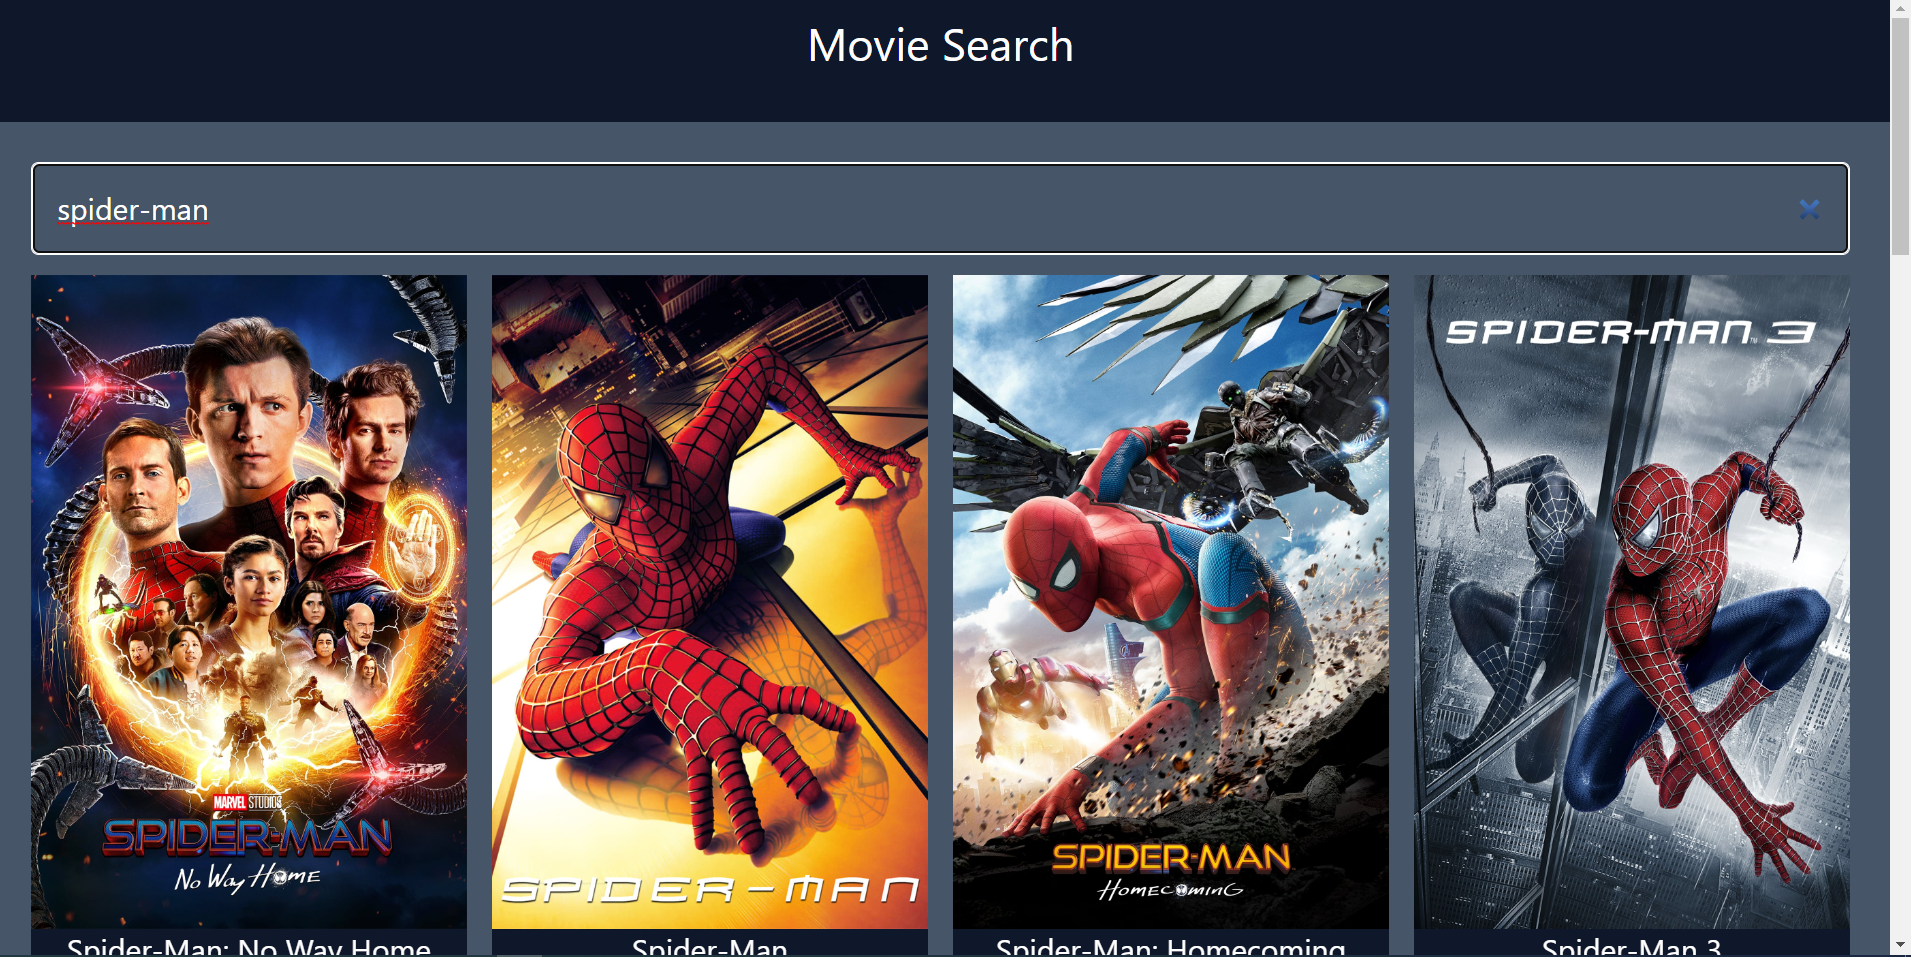 Movie Search
spider-man
MARVEL STUDIOS
SPIDER-MAN
No Way Home
SPIDER-MAN
SPIDER-MAN
HOMECOMING
SPIDER-MAN™ 3
Spider-Man: No Way Home
Spider-Man
Spider-Man: Homecoming
Spider-Man 3